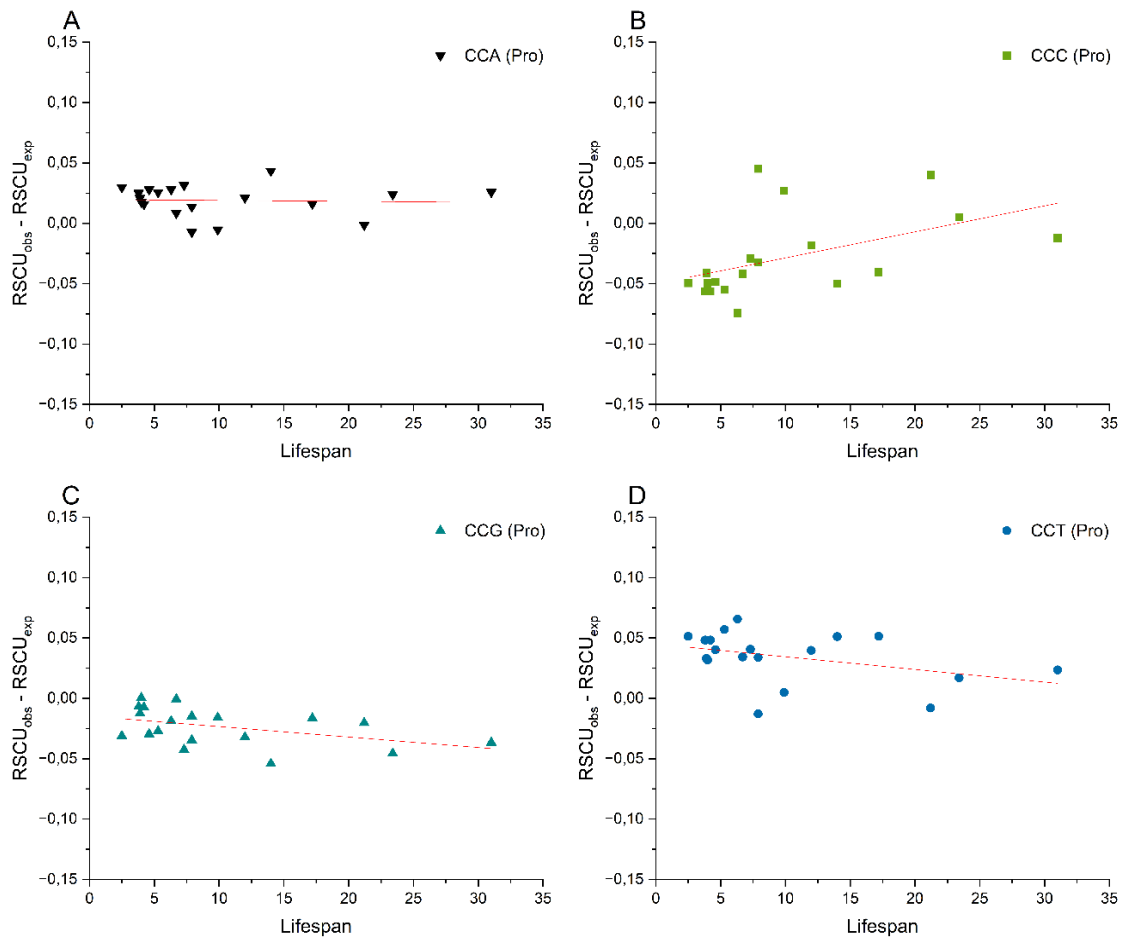 A
CCA (Pro)
0,15
0,10
0,05
0,00
−0,05
−0,10
−0,15
RSCUobs - RSCUexp
0 5 10 15 20 25 30 35
Lifespan
B
CCC (Pro)
0,15
0,10
0,05
0,00
−0,05
−0,10
−0,15
RSCUobs - RSCUexp
0 5 10 15 20 25 30 35
Lifespan
C
CCG (Pro)
0,15
0,10
0,05
0,00
−0,05
−0,10
−0,15
RSCUobs - RSCUexp
0 5 10 15 20 25 30 35
Lifespan
D
CCT (Pro)
0,15
0,10
0,05
0,00
−0,05
−0,10
−0,15
RSCUobs - RSCUexp
0 5 10 15 20 25 30 35
Lifespan